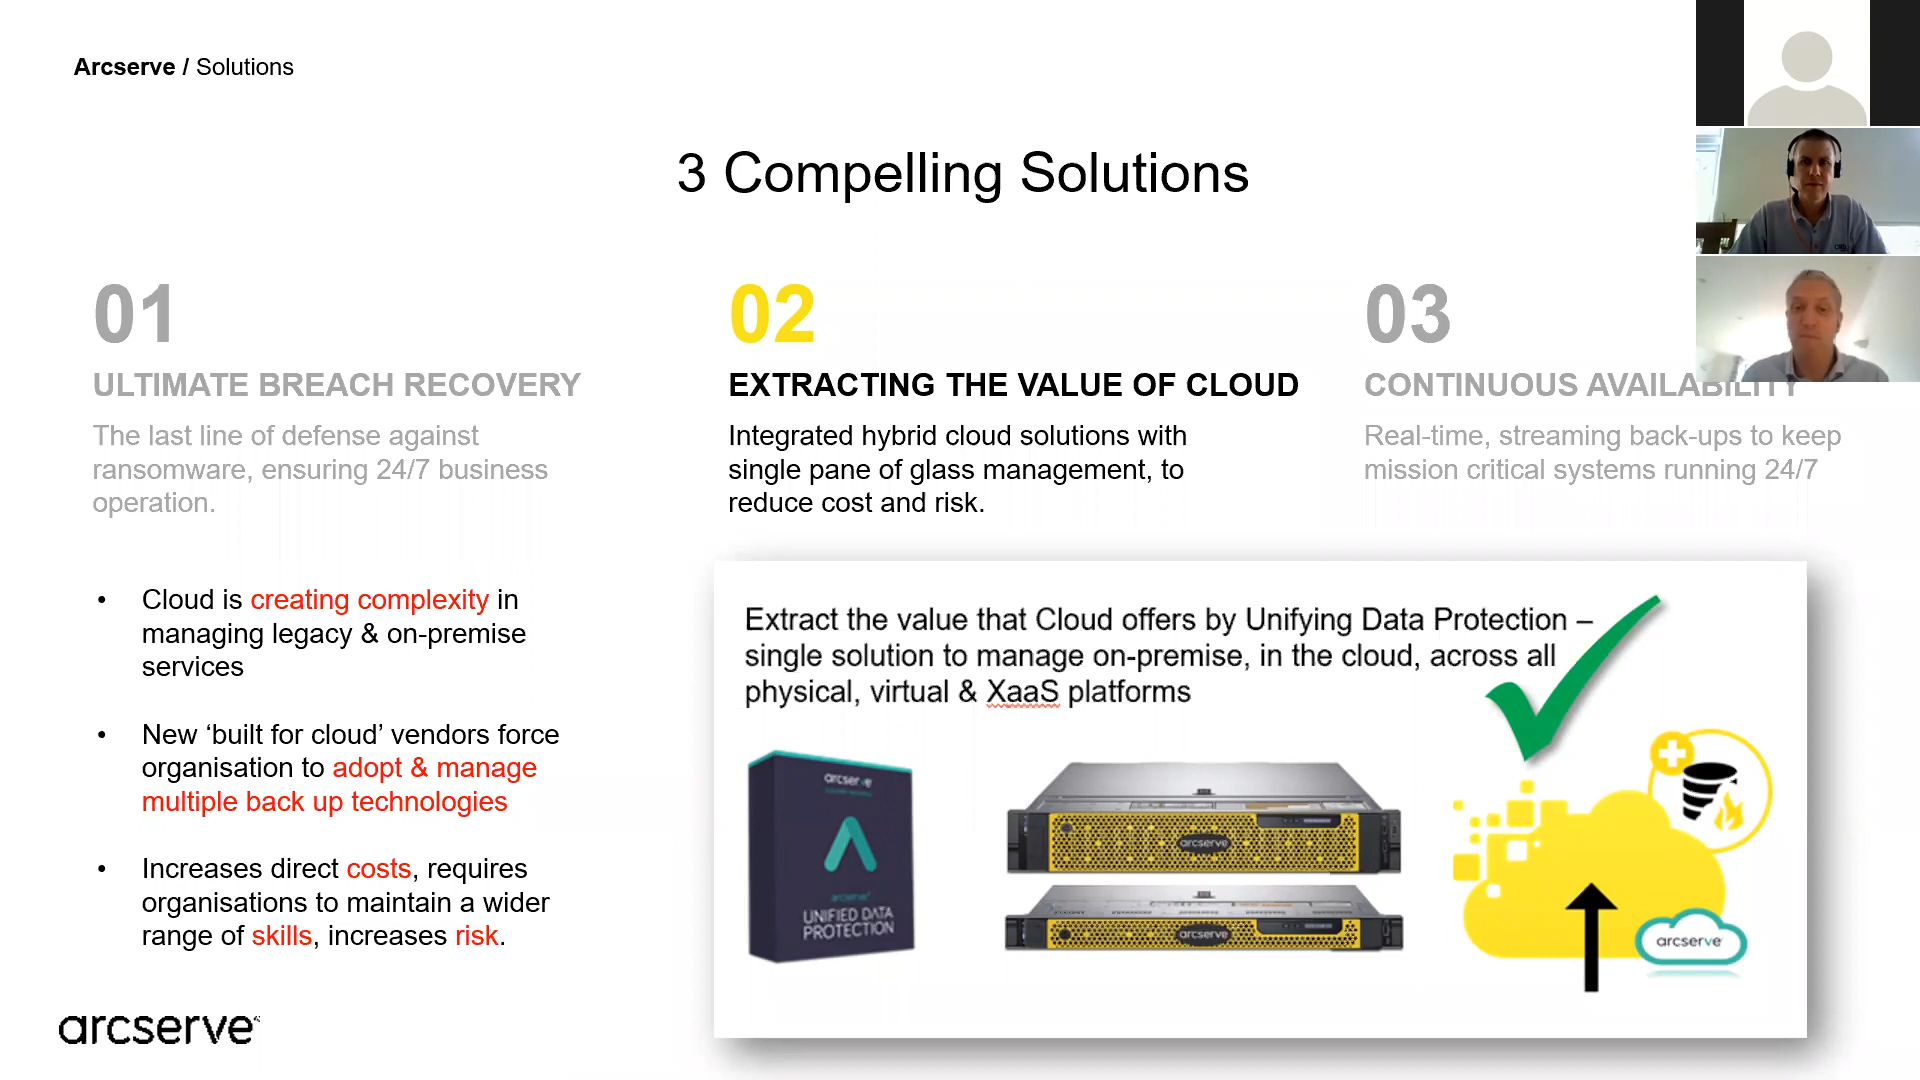 Arcserve / Solutions
3 Compelling Solutions
01
ULTIMATE BREACH RECOVERY
The last line of defense against
ransomware, ensuring 24/7 business
operation.
02
EXTRACTING THE VALUE OF CLOUD
Integrated hybrid cloud solutions with
single pane of glass management, to
reduce cost and risk.
03
CONTINUOUS AVAILABILITY
Real-time, streaming back-ups to keep
mission critical systems running 24/7
• Cloud is creating complexity in
managing legacy & on-premise
services
• New ‘built for cloud’ vendors force
organisation to adopt & manage
multiple back up technologies
• Increases direct costs, requires
organisations to maintain a wider
range of skills, increases risk.
Extract the value that Cloud offers by Unifying Data Protection –
single solution to manage on-premise, in the cloud, across all
physical, virtual & XaaS platforms
arcserve
arcserve
UNIFIED DATA
PROTECTION
arcserve
arcserve
arcserve
arcserve